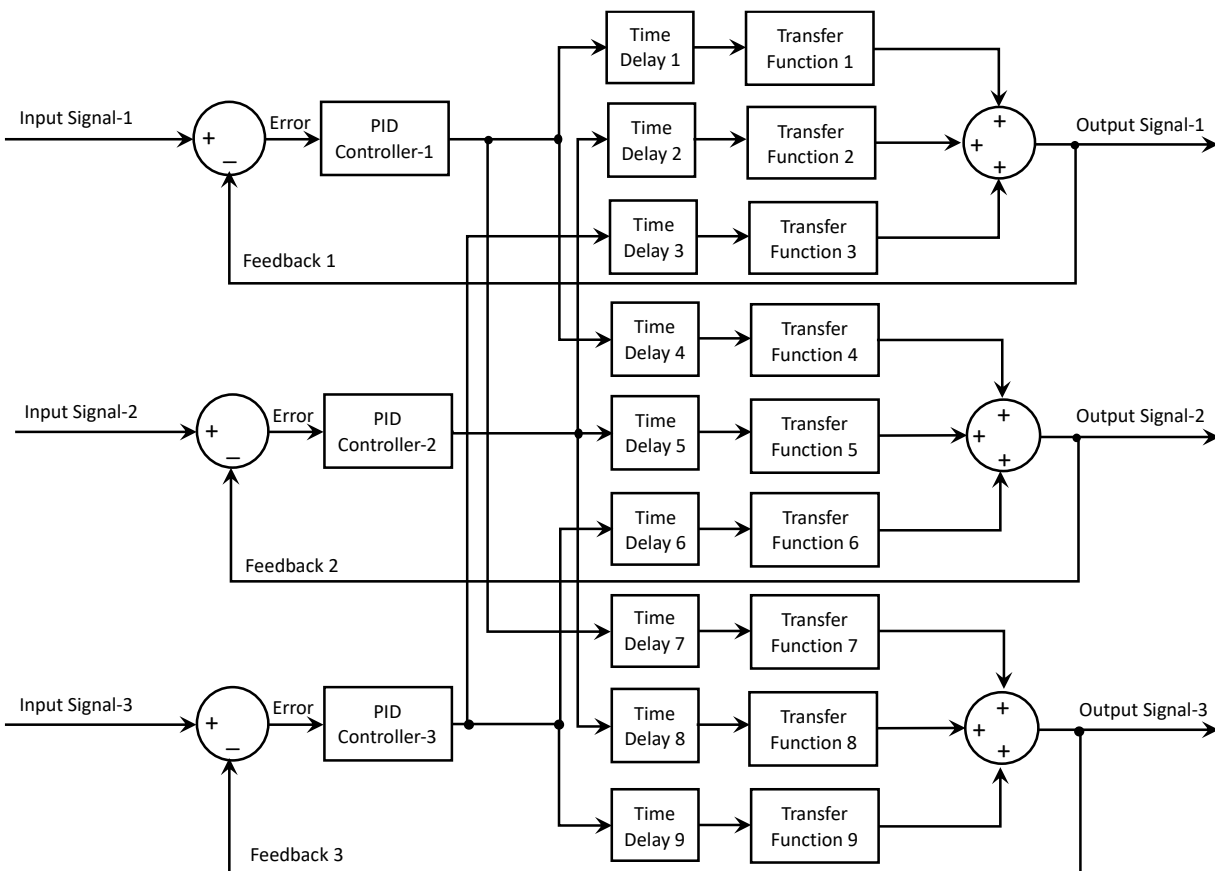 Time
Delay 1
Transfer
Function 1
Input Signal-1
+
−
Error
PID
Controller-1
Time
Delay 2
Transfer
Function 2
+
+
+
Output Signal-1
Time
Delay 3
Transfer
Function 3
Feedback 1
Time
Delay 4
Transfer
Function 4
Input Signal-2
+
−
Error
PID
Controller-2
Time
Delay 5
Transfer
Function 5
+
+
+
Output Signal-2
Time
Delay 6
Transfer
Function 6
Feedback 2
Time
Delay 7
Transfer
Function 7
Input Signal-3
+
−
Error
PID
Controller-3
Time
Delay 8
Transfer
Function 8
+
+
+
Output Signal-3
Time
Delay 9
Transfer
Function 9
Feedback 3